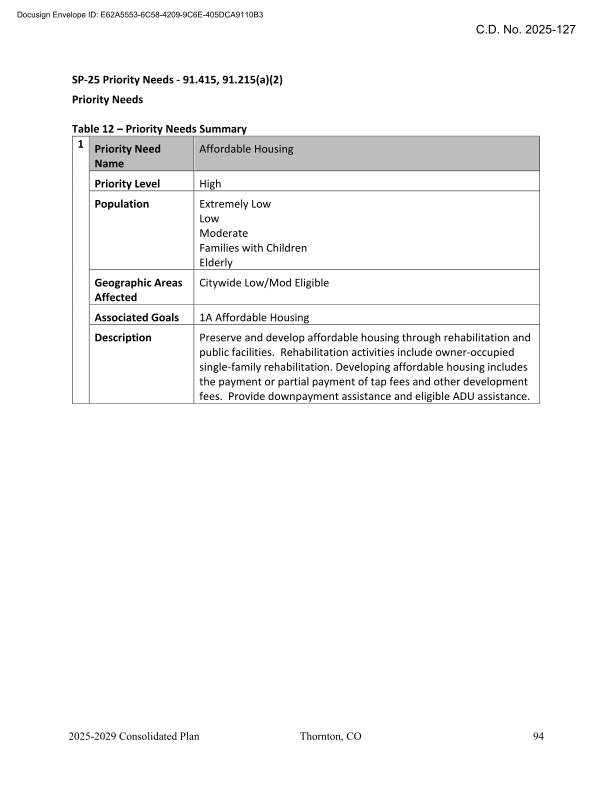 Docusign Envelope ID: E62A5553-6C58-4209-9C6E-405DCA9110B3
C.D. No. 2025-127
SP-25 Priority Needs - 91.415, 91.215(a)(2)
Priority Needs
Table 12 – Priority Needs Summary
1 Priority Need Affordable Housing
Name
Priority Level High
Population Extremely Low
Low
Moderate
Families with Children
Elderly
Geographic Areas Citywide Low/Mod Eligible
Affected
Associated Goals 1A Affordable Housing
Description Preserve and develop affordable housing through rehabilitation and
public facilities.  Rehabilitation activities include owner-occupied
single-family rehabilitation. Developing affordable housing includes
the payment or partial payment of tap fees and other development
fees.  Provide downpayment assistance and eligible ADU assistance.
2025-2029 Consolidated Plan Thornton, CO 94